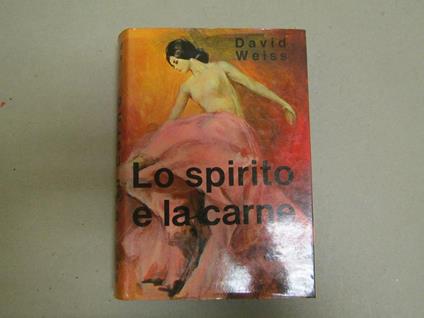 David
Weiss
Lo spirito
e la carne